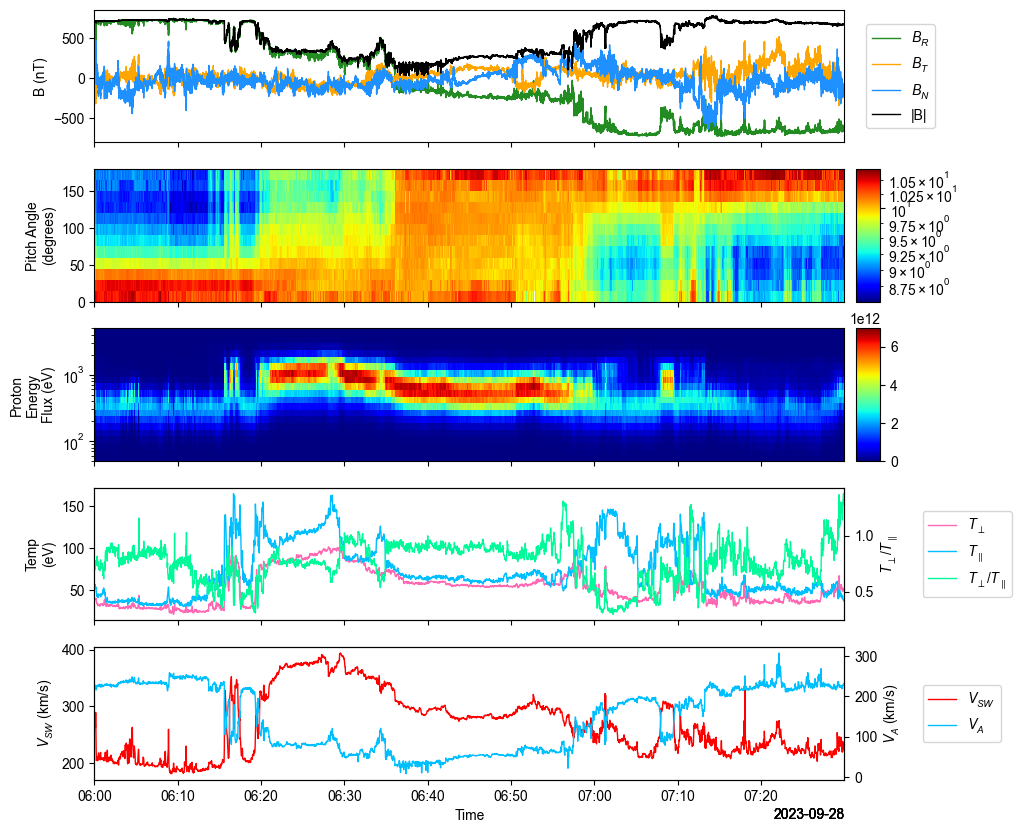 500
0
−500
B (nT)
B_R
B_T
B_N
|B|
150
100
50
0
Pitch Angle
(degrees)
1.05 × 10^1
1.025 × 10^1
10^1
9.75 × 10^0
9.5 × 10^0
9.25 × 10^0
9 × 10^0
8.75 × 10^0
10^3
10^2
Proton
Energy
Flux (eV)
1e12
6
4
2
0
150
100
50
Temp
(eV)
1.0
0.5
T_⊥/T_∥
T_⊥
T_∥
T_⊥/T_∥
400
300
200
V_SW (km/s)
300
200
100
0
V_A (km/s)
V_SW
V_A
06:00 06:10 06:20 06:30 06:40 06:50 07:00 07:10 07:20
Time
2023-09-28